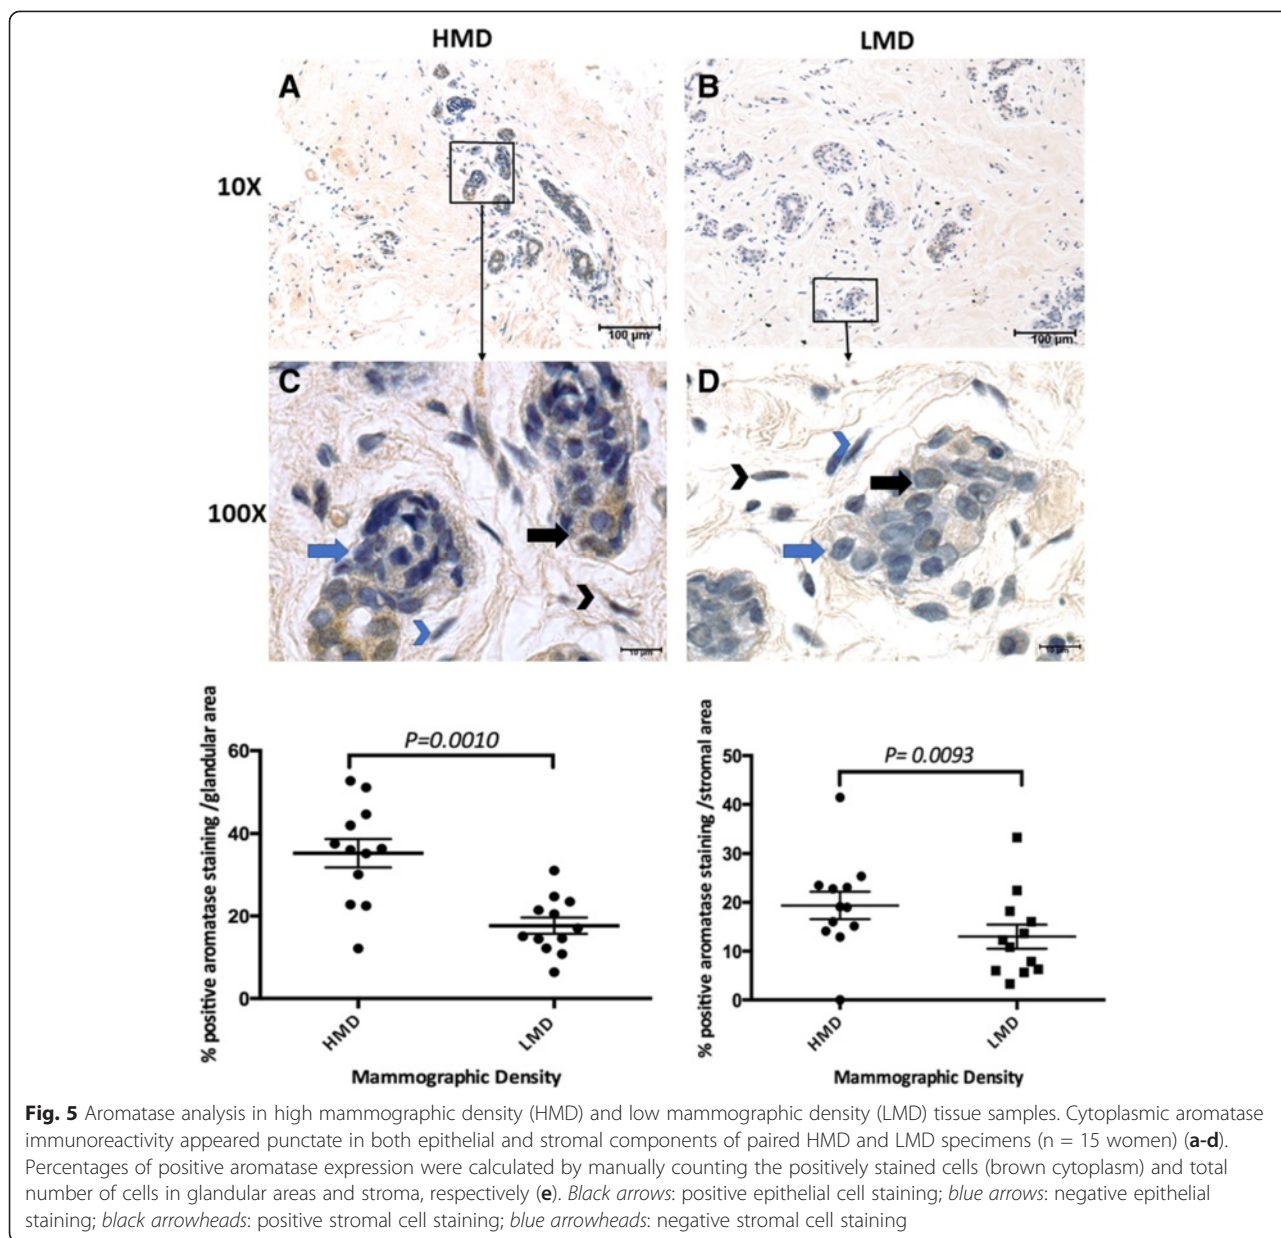 HMD
LMD
A
B
10X
100 µm
100 µm
C
D
100X
10 µm
10 µm
% positive aromatase staining /glandular area
P=0.0010
60
40
20
0
HMD
LMD
Mammographic Density
% positive aromatase staining /stromal area
P= 0.0093
50
40
30
20
10
0
HMD
LMD
Mammographic Density
Fig. 5 Aromatase analysis in high mammographic density (HMD) and low mammographic density (LMD) tissue samples. Cytoplasmic aromatase
immunoreactivity appeared punctate in both epithelial and stromal components of paired HMD and LMD specimens (n = 15 women) (a-d).
Percentages of positive aromatase expression were calculated by manually counting the positively stained cells (brown cytoplasm) and total
number of cells in glandular areas and stroma, respectively (e). Black arrows: positive epithelial cell staining; blue arrows: negative epithelial
staining; black arrowheads: positive stromal cell staining; blue arrowheads: negative stromal cell staining